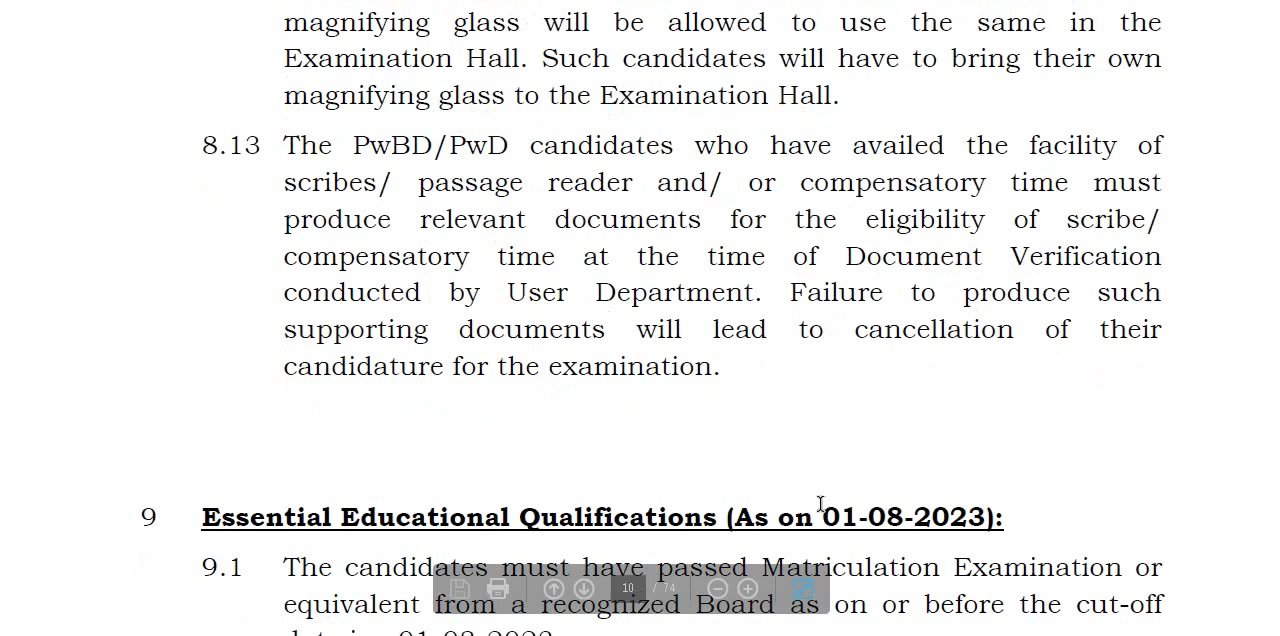 magnifying glass will be allowed to use the same in the
Examination Hall. Such candidates will have to bring their own
magnifying glass to the Examination Hall.
8.13 The PwBD/PwD candidates who have availed the facility of
scribes/ passage reader and/ or compensatory time must
produce relevant documents for the eligibility of scribe/
compensatory time at the time of Document Verification
conducted by User Department. Failure to produce such
supporting documents will lead to cancellation of their
candidature for the examination.
9 Essential Educational Qualifications (As on 01-08-2023):
9.1 The candidates must have passed Matriculation Examination or
10 / 74
equivalent from a recognized Board as on or before the cut-off
01-08-2023